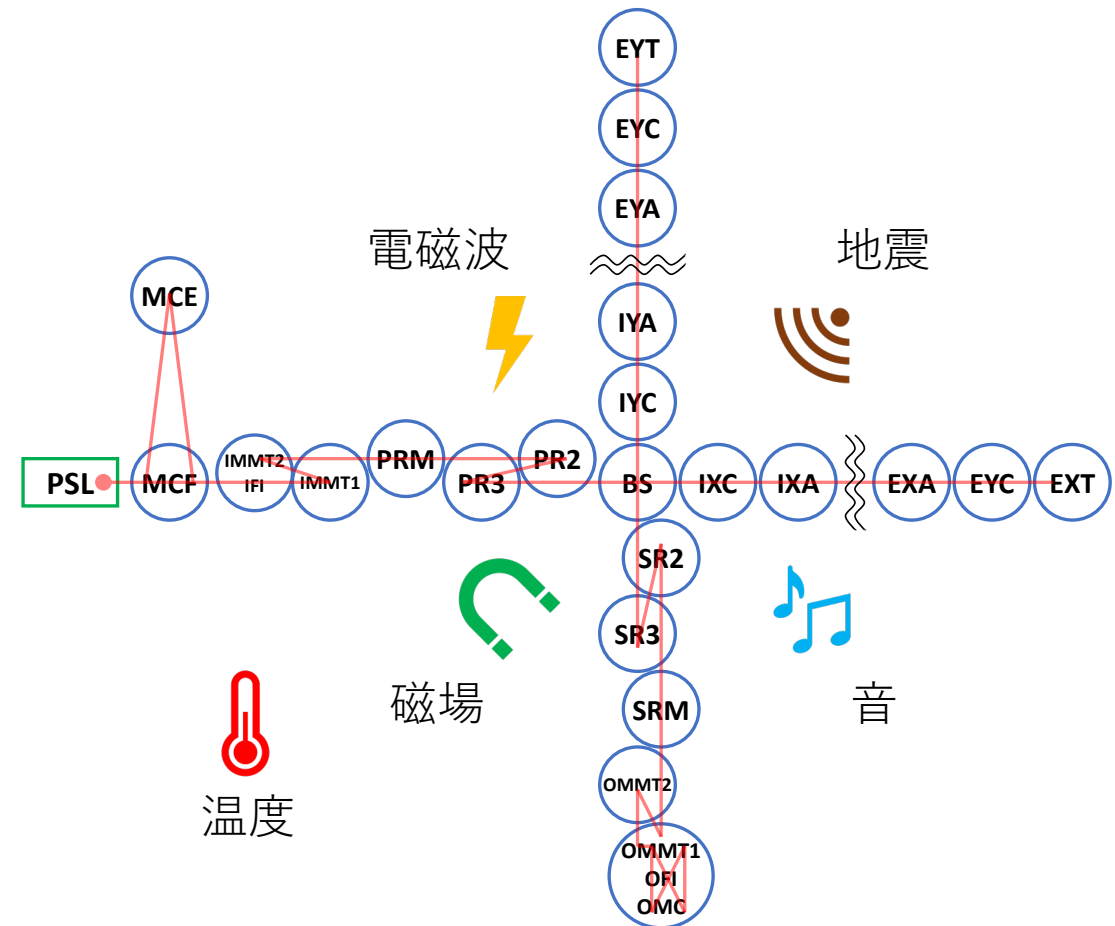 EYT
EYC
EYA
電磁波
地震
MCE
IYA
IYC
PSL
MCF
IMMT2
IFI
IMMT1
PRM
PR3
PR2
BS
IXC
IXA
EXA
EYC
EXT
SR2
SR3
磁場
音
SRM
温度
OMMT2
OMMT1
OFI
OMC